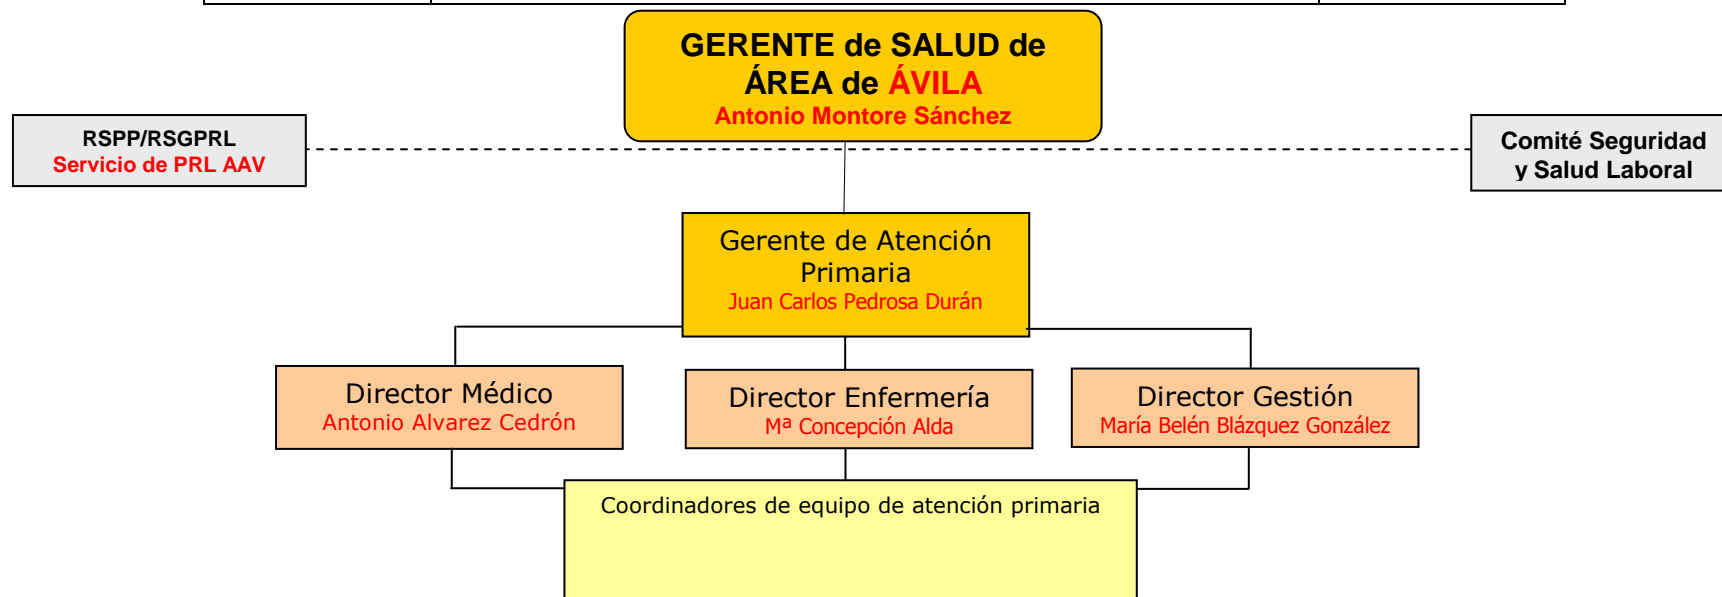 GERENTE de SALUD de
ÁREA de ÁVILA
Antonio Montore Sánchez
RSPP/RSGPRL
Servicio de PRL AAV
Comité Seguridad
y Salud Laboral
Gerente de Atención
Primaria
Juan Carlos Pedrosa Durán
Director Médico
Antonio Alvarez Cedrón
Director Enfermería
Mª Concepción Alda
Director Gestión
María Belén Blázquez González
Coordinadores de equipo de atención primaria